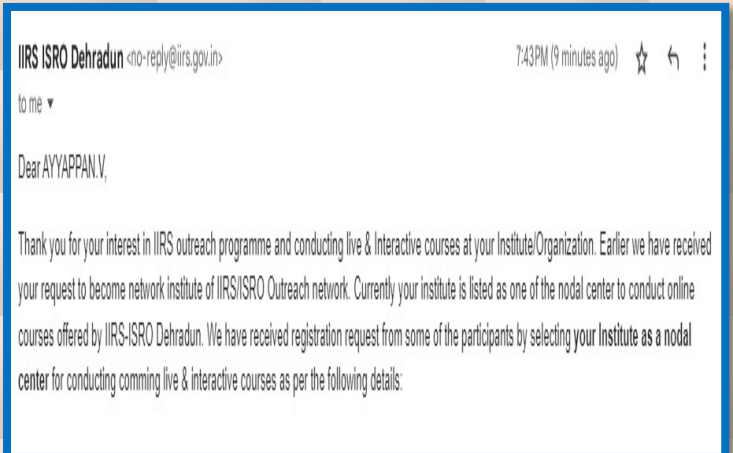 IIRS ISRO Dehradun <no-reply@iirs.gov.in> 7:43 PM (9 minutes ago)
to me
Dear AYYAPPAN.V,
Thank you for your interest in IIRS outreach programme and conducting live & Interactive courses at your Institute/Organization. Earlier we have received
your request to become network institute of IIRS/ISRO Outreach network. Currently your institute is listed as one of the nodal center to conduct online
courses offered by IIRS-ISRO Dehradun. We have received registration request from some of the participants by selecting your Institute as a nodal
center for conducting comming live & interactive courses as per the following details: